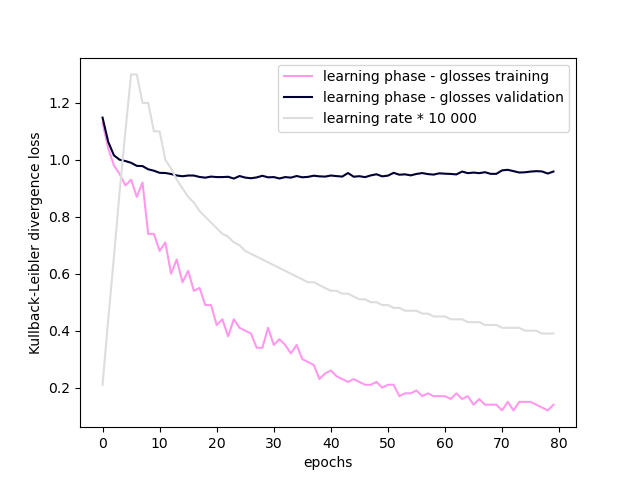 learning phase - glosses training
learning phase - glosses validation
learning rate * 10 000
Kullback-Leibler divergence loss
1.2
1.0
0.8
0.6
0.4
0.2
0 10 20 30 40 50 60 70 80
epochs